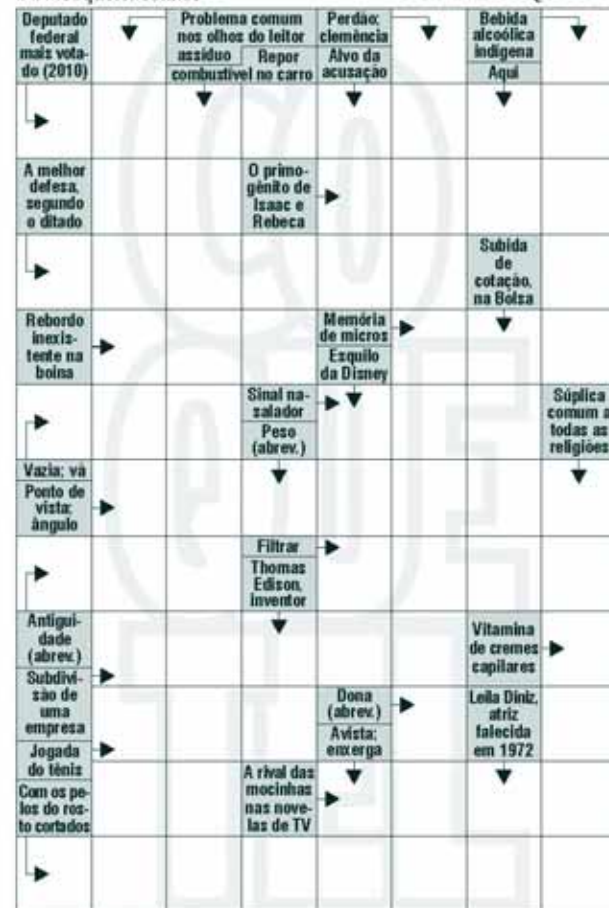 Deputado
federal
mais vota-
do (2010)
Problema comum
nos olhos do leitor
assíduo
Repor
combustível no carro
Perdão;
clemência
Alvo da
acusação
Bebida
alcoólica
indígena
Aqui
A melhor
defesa,
segundo
o ditado
O primo-
gênito de
Isaac e
Rebeca
Subida
de
cotação,
na Bolsa
Rebordo
inexis-
tente na
boina
Memória
de micros
Esquilo
da Disney
Sinal na-
salador
Peso
(abrev.)
Súplica
comum a
todas as
religiões
Vazia; vã
Ponto de
vista;
ângulo
Filtrar
Thomas
Edison,
inventor
Antigui-
dade
(abrev.)
Subdivi-
são de
uma
empresa
Vitamina
de cremes
capilares
Jogada
do tênis
Dona
(abrev.)
Avista;
enxerga
Leila Diniz,
atriz
falecida
em 1972
Com os pe-
los do ros-
to cortados
A rival das
mocinhas
nas nove-
las de TV